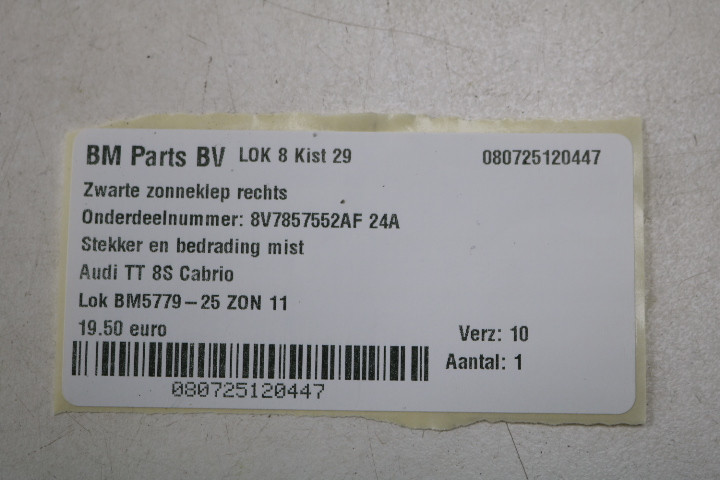 BM Parts BV LOK 8 Kist 29 080725120447
Zwarte zonneklep rechts
Onderdeelnummer: 8V7857552AF 24A
Stekker en bedrading mist
Audi TT 8S Cabrio
Lok BM5779-25 ZON 11
19.50 euro Verz: 10
Aantal: 1
080725120447